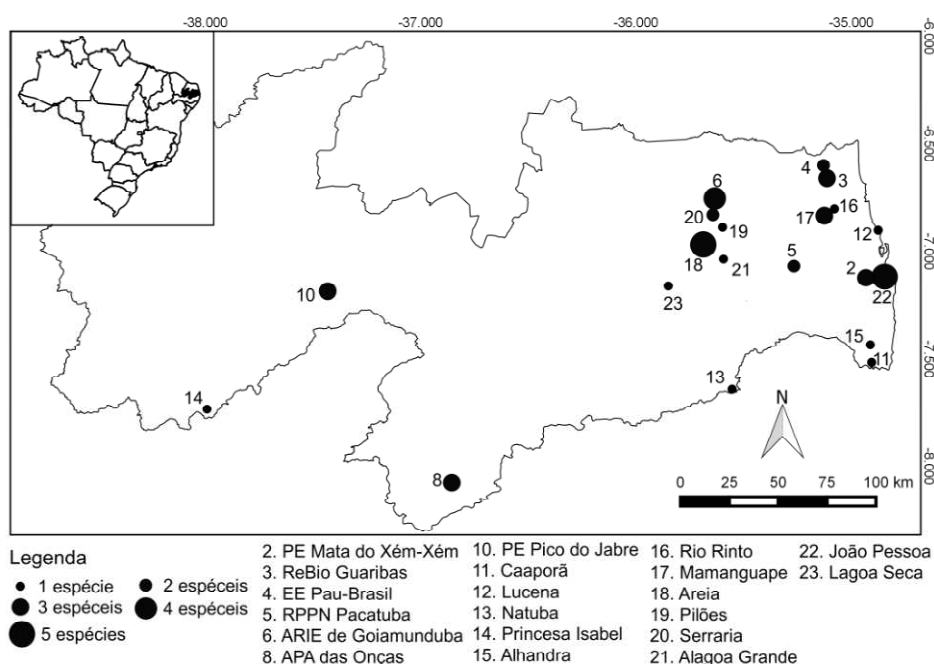 -38.000 -37.000 -36.000 -35.000
-6.000
-6.500
-7.000
-7.500
-8.000
4
3
6
16
20
17
19
12
18
5
21
2
22
23
10
15
11
13
14
8
N
0 25 50 75 100 km
Legenda
1 espécie
2 espéceis
3 espéceis
4 espéceis
5 espécies
2. PE Mata do Xém-Xém
3. ReBio Guaribas
4. EE Pau-Brasil
5. RPPN Pacatuba
6. ARIE de Goiamunduba
8. APA das Onças
10. PE Pico do Jabre
11. Caaporã
12. Lucena
13. Natuba
14. Princesa Isabel
15. Alhandra
16. Rio Rinto
17. Mamanguape
18. Areia
19. Pilões
20. Serraria
21. Alagoa Grande
22. João Pessoa
23. Lagoa Seca